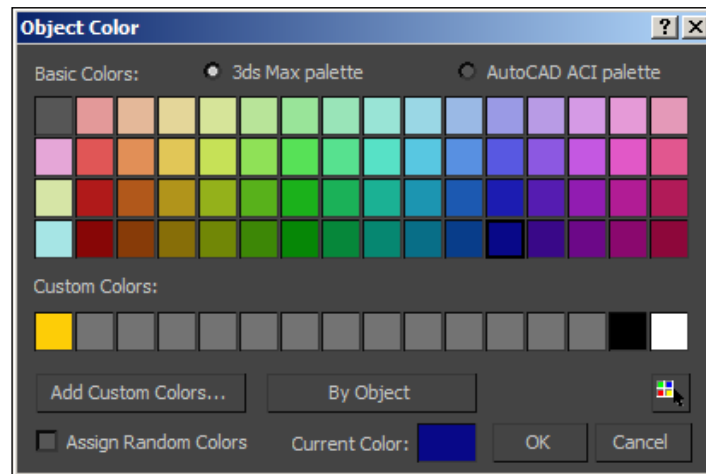 Object Color
Basic Colors: 3ds Max palette AutoCAD ACI palette
Custom Colors:
Add Custom Colors... By Object
Assign Random Colors Current Color: OK Cancel